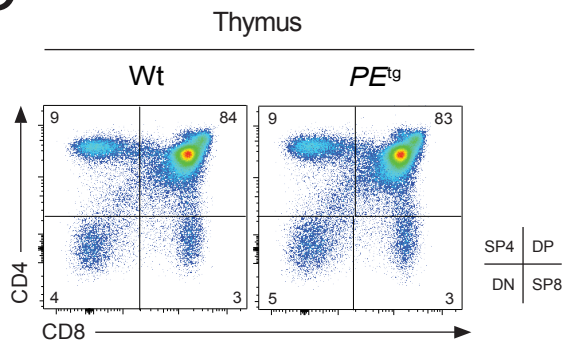 Thymus
Wt
PEtg
9 84
9 83
4 3
5 3
CD4
CD8
SP4 DP
DN SP8